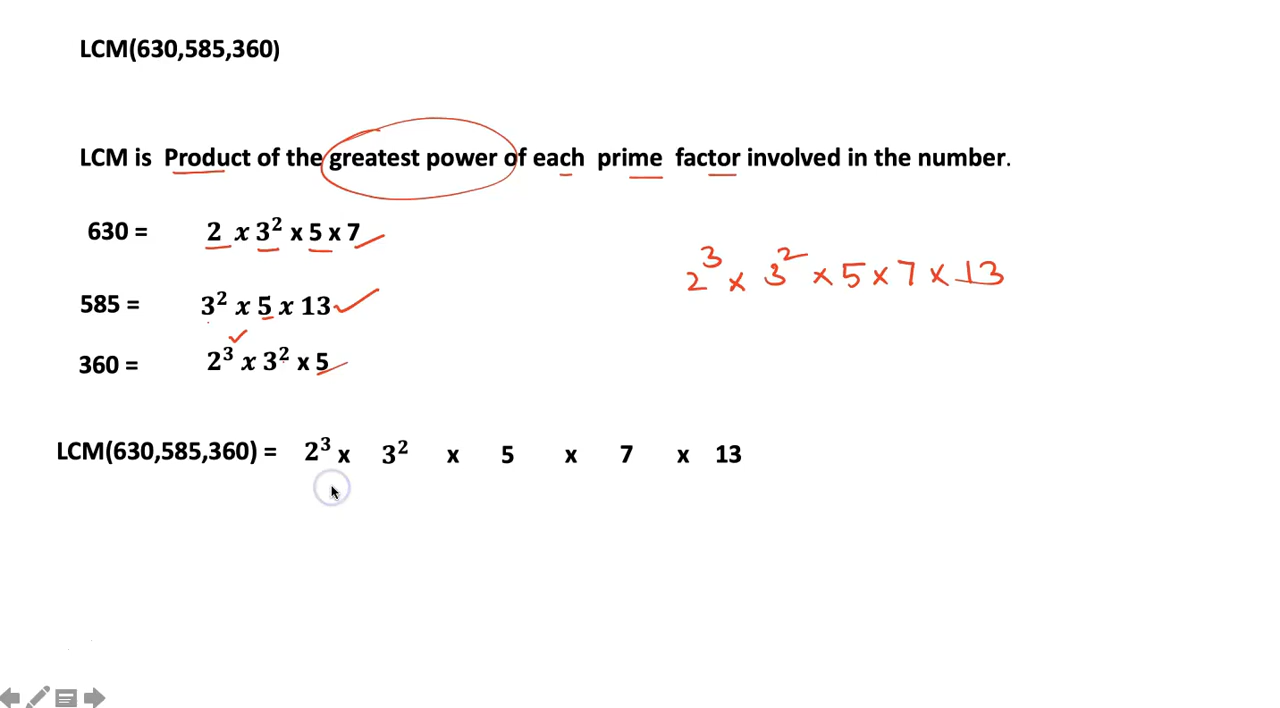 LCM(630,585,360)
LCM is Product of the greatest power of each prime factor involved in the number.
630 = 2 x 3² x 5 x 7
2³ x 3² x 5 x 7 x 13
585 = 3² x 5 x 13
360 = 2³ x 3² x 5
LCM(630,585,360) = 2³ x 3² x 5 x 7 x 13